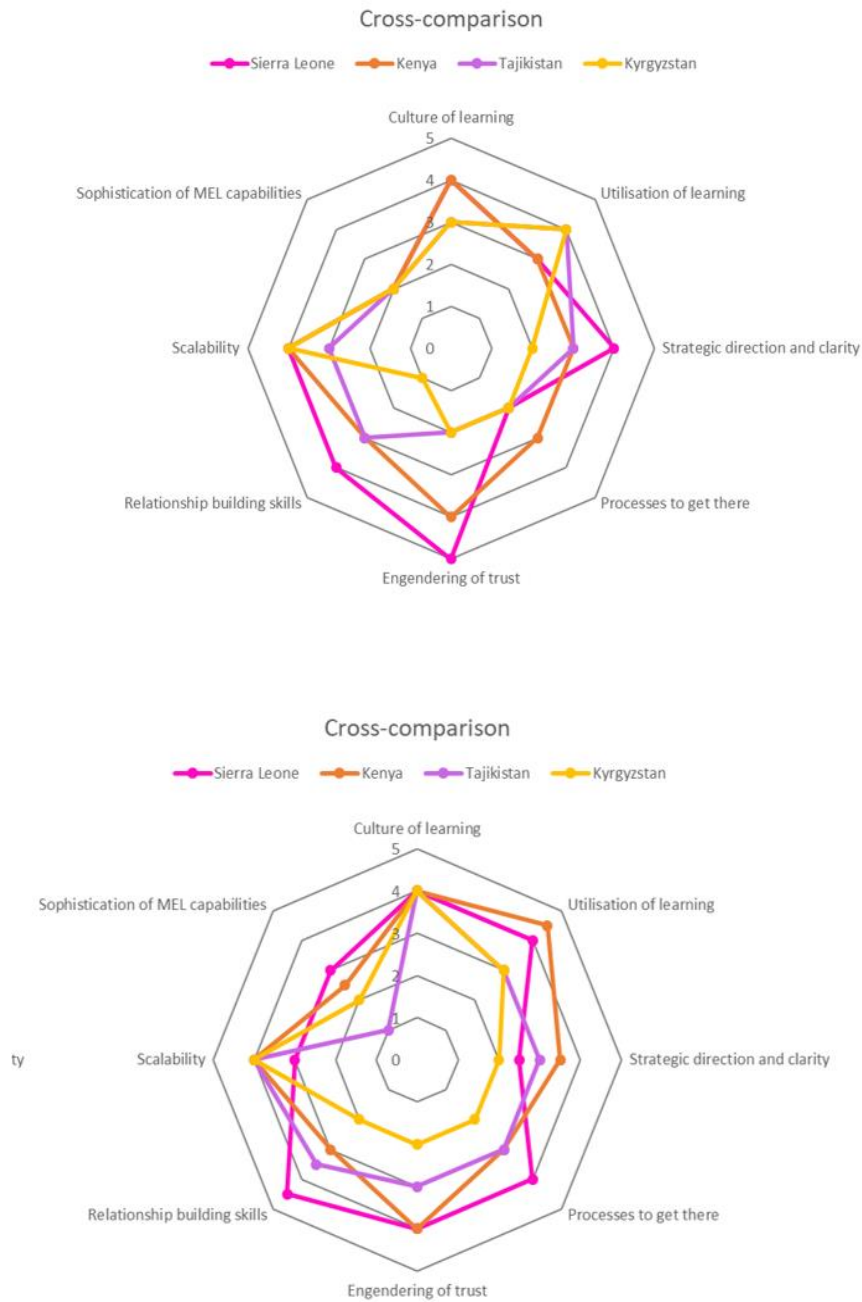 Cross-comparison
Sierra Leone Kenya Tajikistan Kyrgyzstan
Culture of learning
5
Sophistication of MEL capabilities 4 Utilisation of learning
3
2
1
Scalability 0 Strategic direction and clarity
Relationship building skills Processes to get there
Engendering of trust
Cross-comparison
Sierra Leone Kenya Tajikistan Kyrgyzstan
Culture of learning
5
Sophistication of MEL capabilities 4 Utilisation of learning
3
2
1
ty Scalability 0 Strategic direction and clarity
Relationship building skills Processes to get there
Engendering of trust